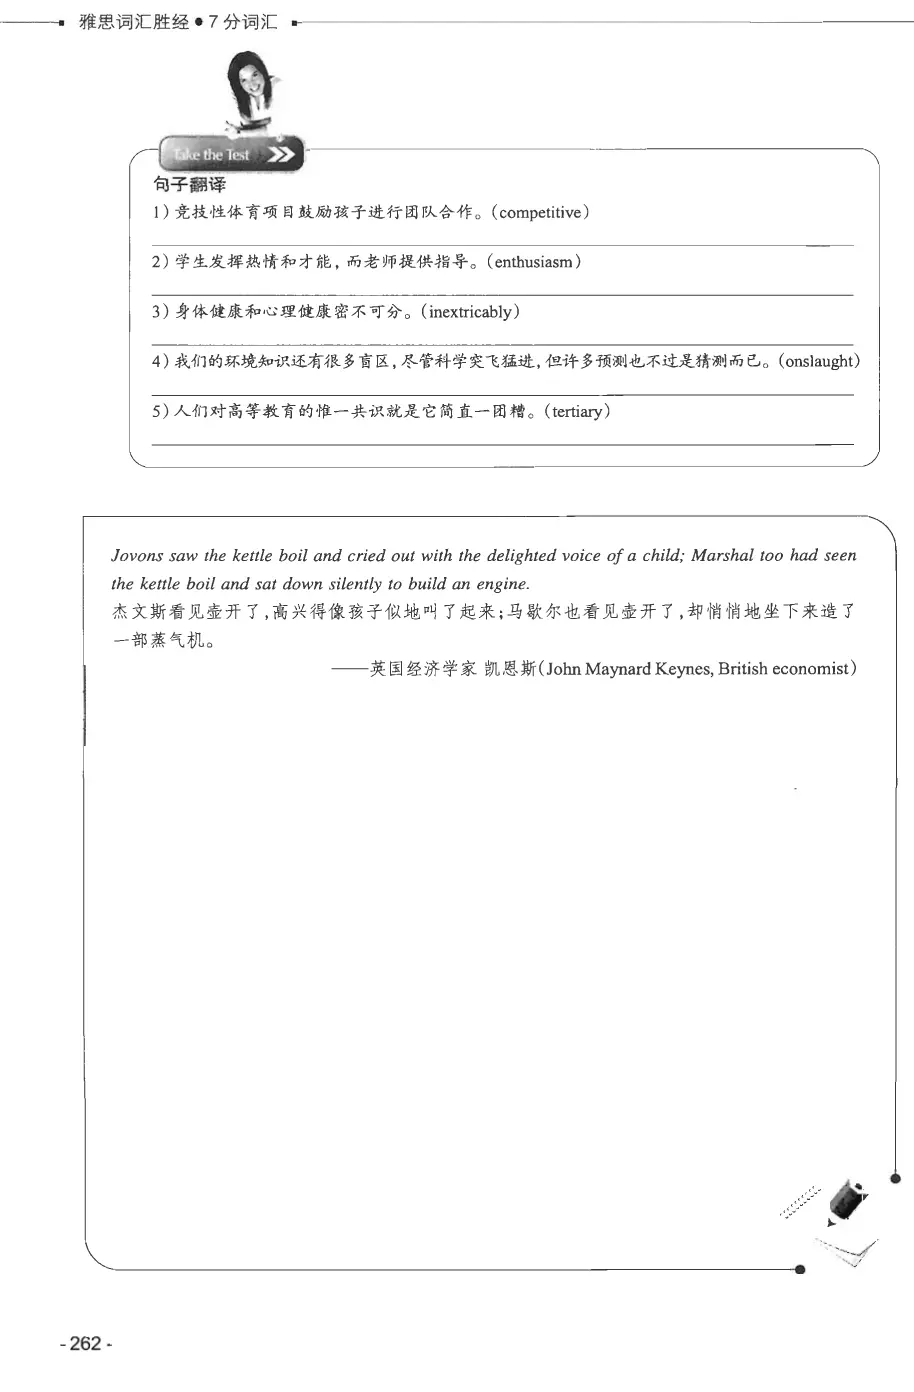 雅思词汇胜经●7分词汇
Take the Test
句子翻译
1)竞技性体育项目鼓励孩子进行团队合作。(competitive)
2)学生发挥热情和才能,而老师提供指导。(enthusiasm)
3)身体健康和心理健康密不可分。(inextricably)
4)我们的环境知识还有很多盲区,尽管科学突飞猛进,但许多预测也不过是猜测而已。(onslaught)
5)人们对高等教育的惟一共识就是它简直一团糟。(tertiary)
Jovons saw the kettle boil and cried out with the delighted voice of a child; Marshal too had seen
the kettle boil and sat down silently to build an engine.
杰文斯看见壶开了,高兴得像孩子似地叫了起来;马歇尔也看见壶开了,却悄悄地坐下来造了
一部蒸气机。
——英国经济学家 凯恩斯(John Maynard Keynes, British economist)
-262-